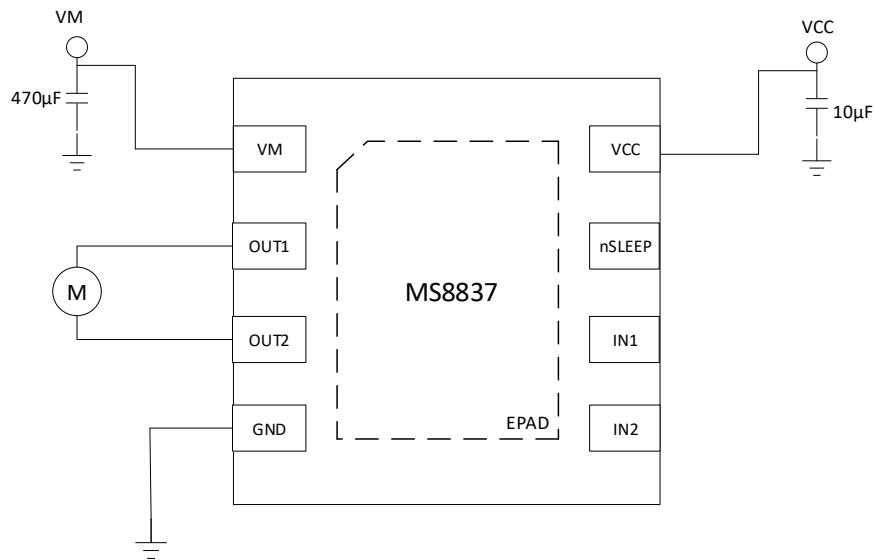 VM
VCC
470μF
10μF
VM
VCC
OUT1
nSLEEP
M
MS8837
OUT2
IN1
GND
EPAD
IN2